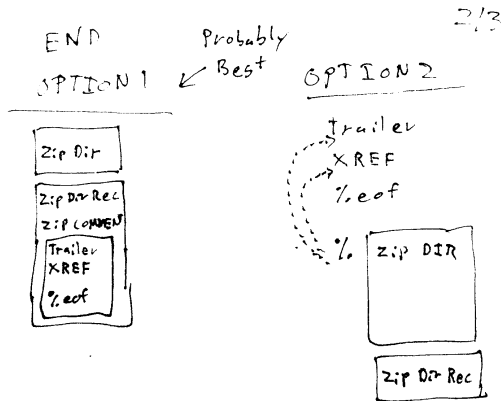 2/3
END
OPTION 1
Probably
Best
OPTION 2
Zip Dir
Zip Dir Rec
Zip COMMEN
Trailer
XREF
%eof
Trailer
XREF
%eof
%
Zip DIR
Zip Dir Rec